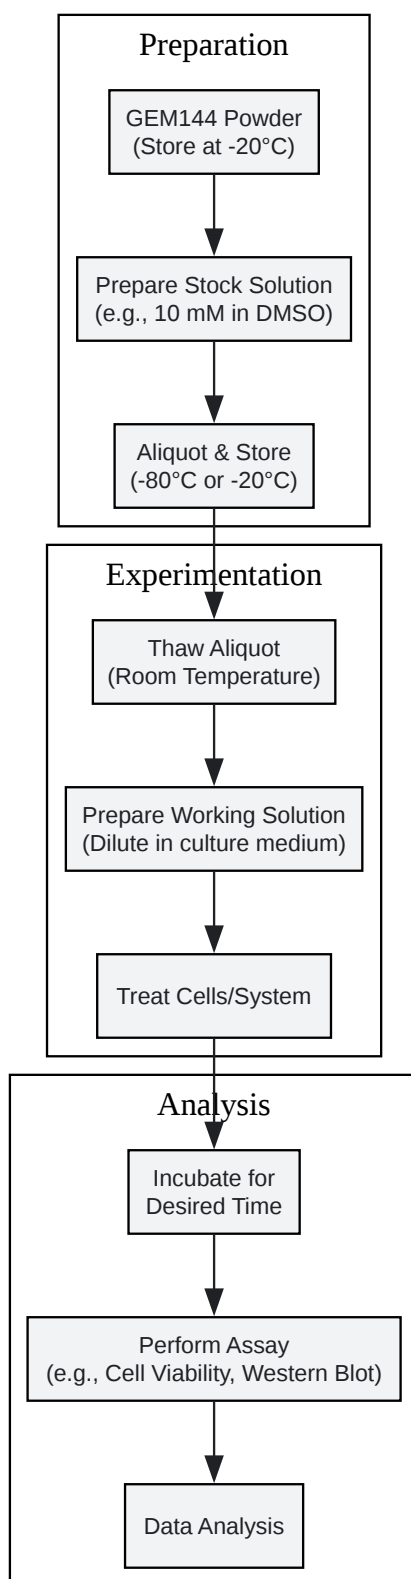 Preparation
GEM144 Powder
(Store at -20°C)
Prepare Stock Solution
(e.g., 10 mM in DMSO)
Aliquot & Store
(-80°C or -20°C)
Experimentation
Thaw Aliquot
(Room Temperature)
Prepare Working Solution
(Dilute in culture medium)
Treat Cells/System
Analysis
Incubate for
Desired Time
Perform Assay
(e.g., Cell Viability, Western Blot)
Data Analysis